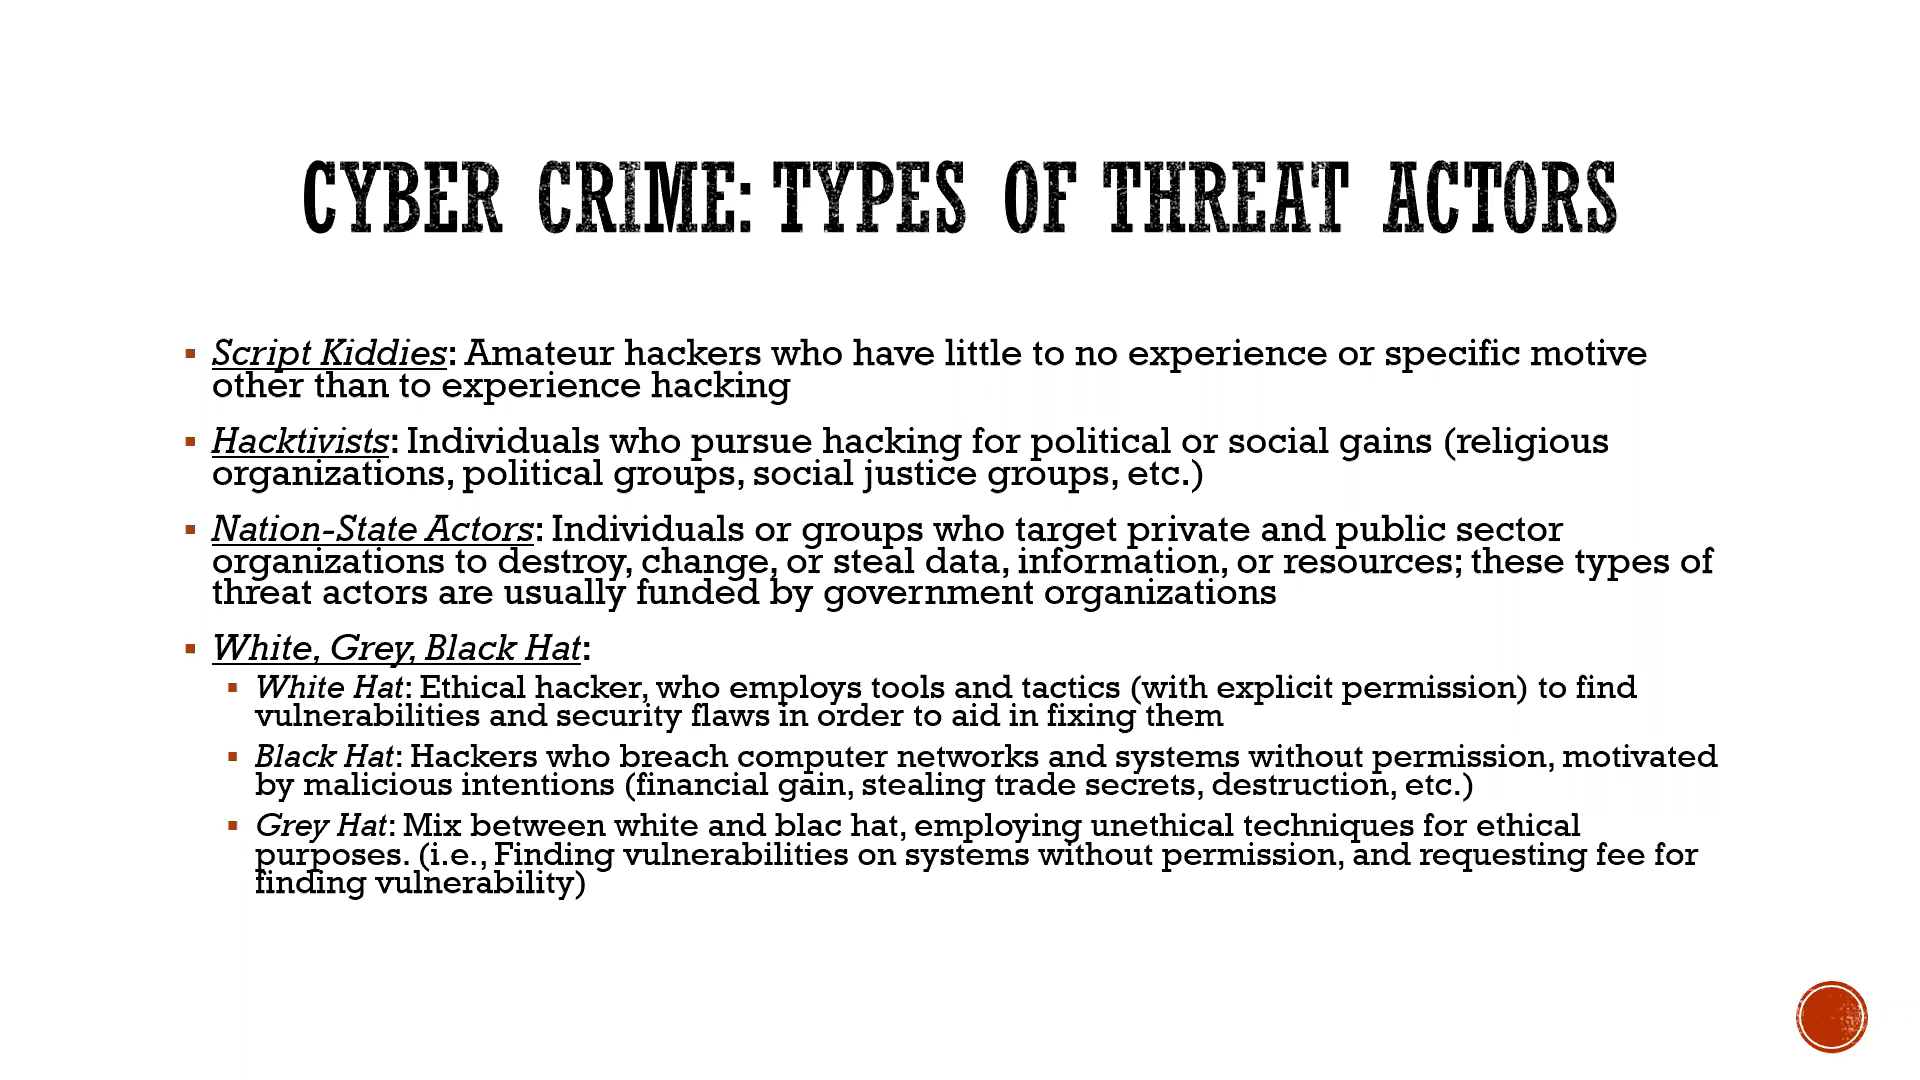 CYBER CRIME: TYPES OF THREAT ACTORS
▪ Script Kiddies: Amateur hackers who have little to no experience or specific motive
other than to experience hacking
▪ Hacktivists: Individuals who pursue hacking for political or social gains (religious
organizations, political groups, social justice groups, etc.)
▪ Nation-State Actors: Individuals or groups who target private and public sector
organizations to destroy, change, or steal data, information, or resources; these types of
threat actors are usually funded by government organizations
▪ White, Grey, Black Hat:
▪ White Hat: Ethical hacker, who employs tools and tactics (with explicit permission) to find
vulnerabilities and security flaws in order to aid in fixing them
▪ Black Hat: Hackers who breach computer networks and systems without permission, motivated
by malicious intentions (financial gain, stealing trade secrets, destruction, etc.)
▪ Grey Hat: Mix between white and blac hat, employing unethical techniques for ethical
purposes. (i.e., Finding vulnerabilities on systems without permission, and requesting fee for
finding vulnerability)